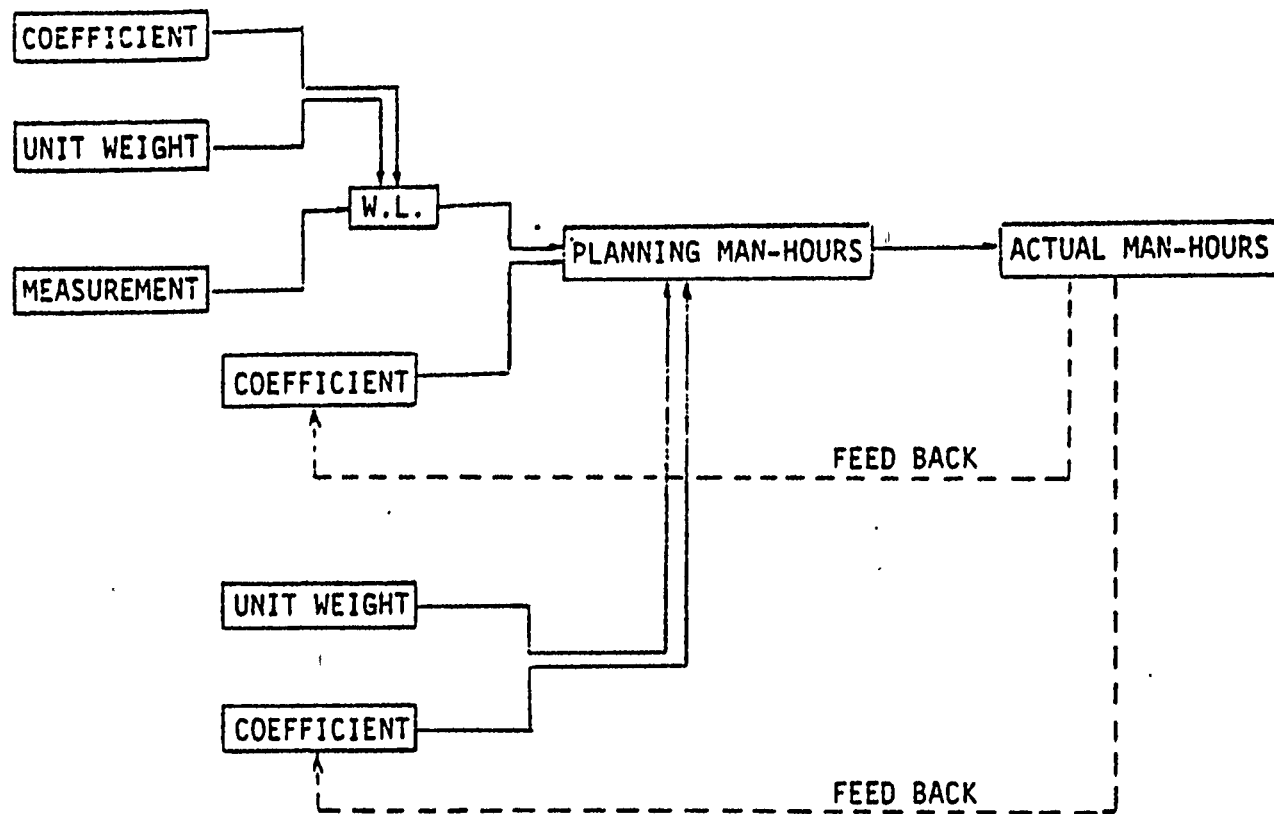 COEFFICIENT
UNIT WEIGHT
W.L.
MEASUREMENT
PLANNING MAN-HOURS
ACTUAL MAN-HOURS
COEFFICIENT
FEED BACK
UNIT WEIGHT
COEFFICIENT
FEED BACK